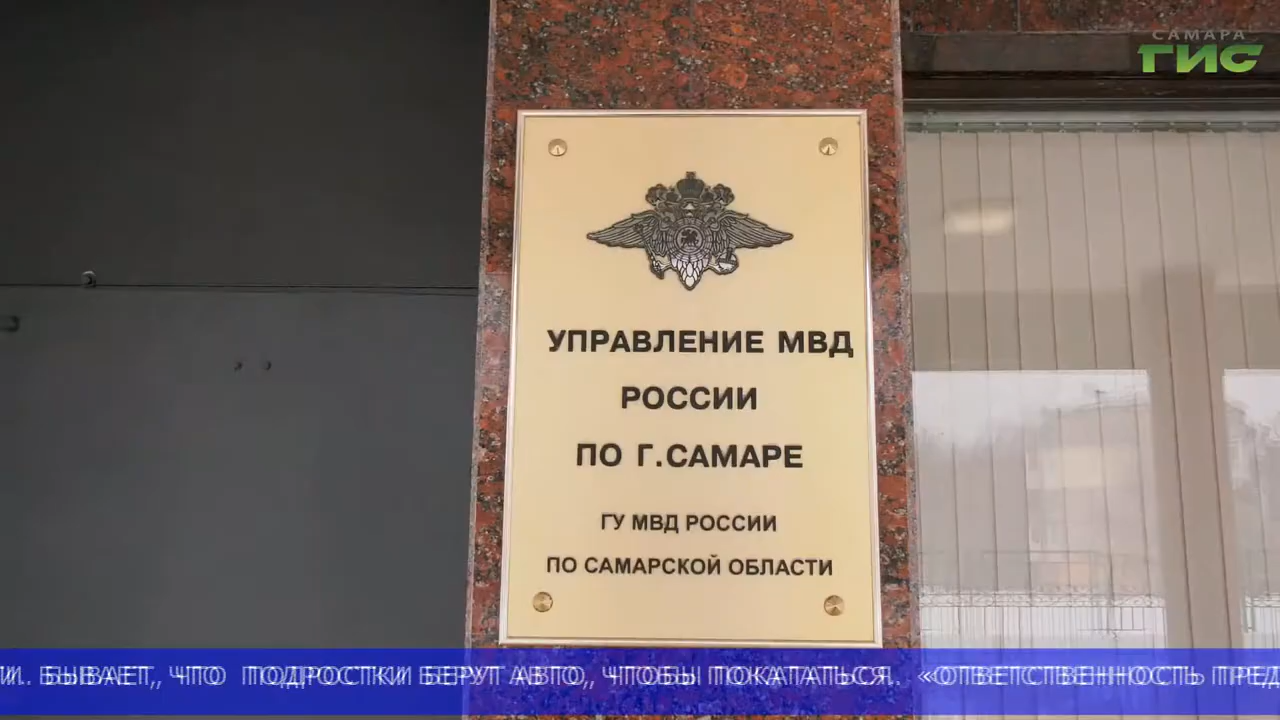 САМАРА
ГИС
УПРАВЛЕНИЕ МВД
РОССИИ
ПО Г.САМАРЕ
ГУ МВД РОССИИ
ПО САМАРСКОЙ ОБЛАСТИ
БЫВАЕТ, ЧТО ПОДРОСТКИ БЕРУТ АВТО, ЧТОБЫ ПОКАТАТЬСЯ. «ОТВЕТСТВЕННОСТЬ